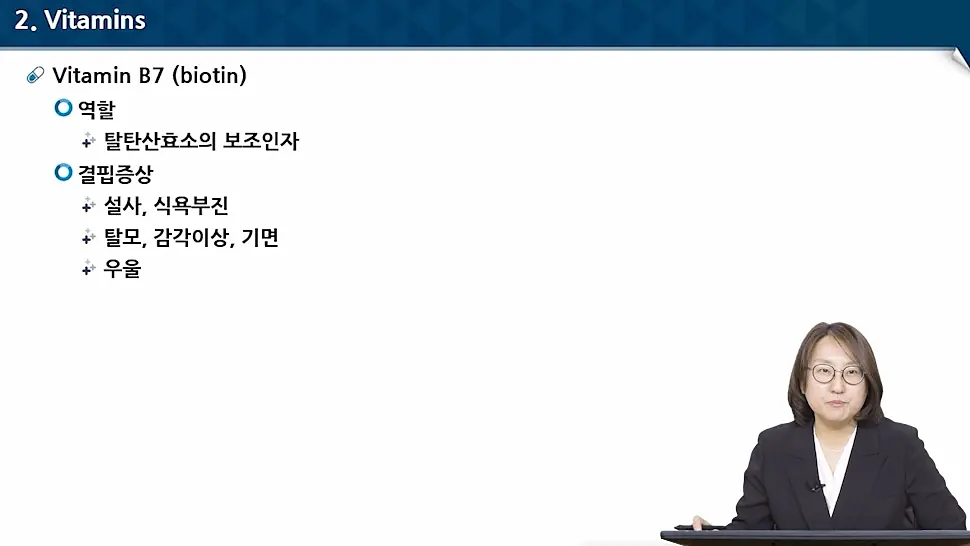 2. Vitamins
Vitamin B7 (biotin)
역할
탈탄산효소의 보조인자
결핍증상
설사, 식욕부진
탈모, 감각이상, 기면
우울